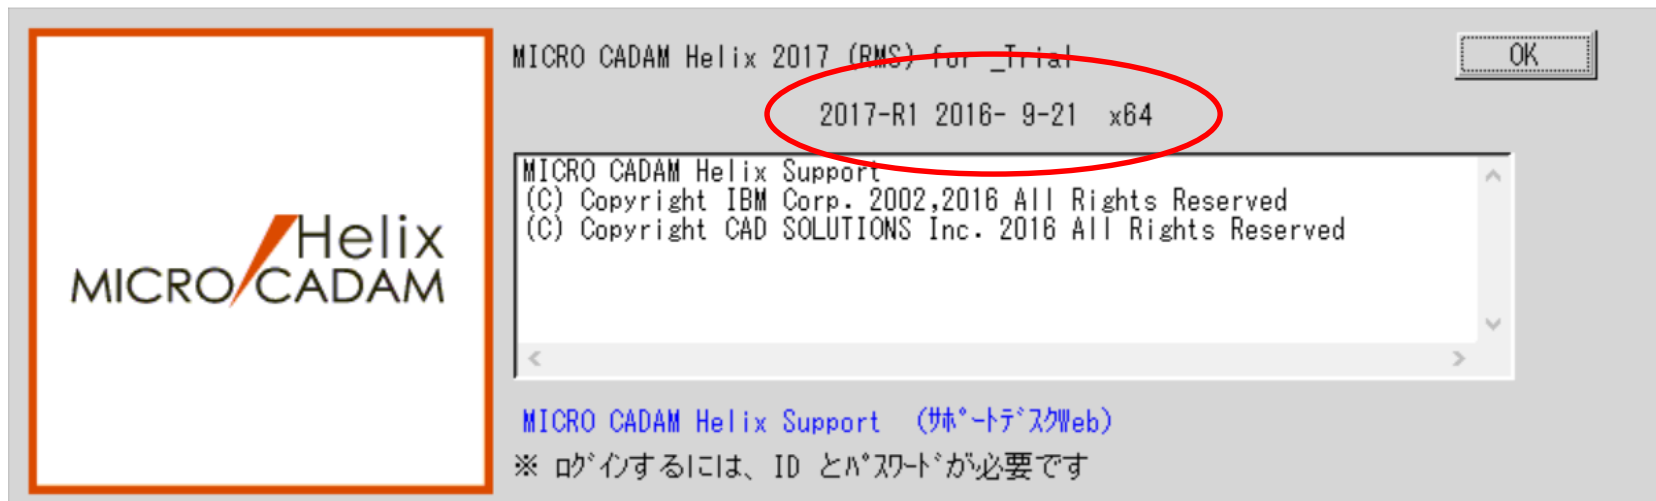 Helix
MICRO CADAM
MICRO CADAM Helix 2017 (RMS) for _Trial
OK
2017-R1 2016- 9-21 x64
MICRO CADAM Helix Support
(C) Copyright IBM Corp. 2002,2016 All Rights Reserved
(C) Copyright CAD SOLUTIONS Inc. 2016 All Rights Reserved
MICRO CADAM Helix Support (ｻﾎﾟｰﾄﾃﾞｽｸWeb)
※ ﾛｸﾞｲﾝするには、ID とﾊﾟｽﾜｰﾄﾞが必要です